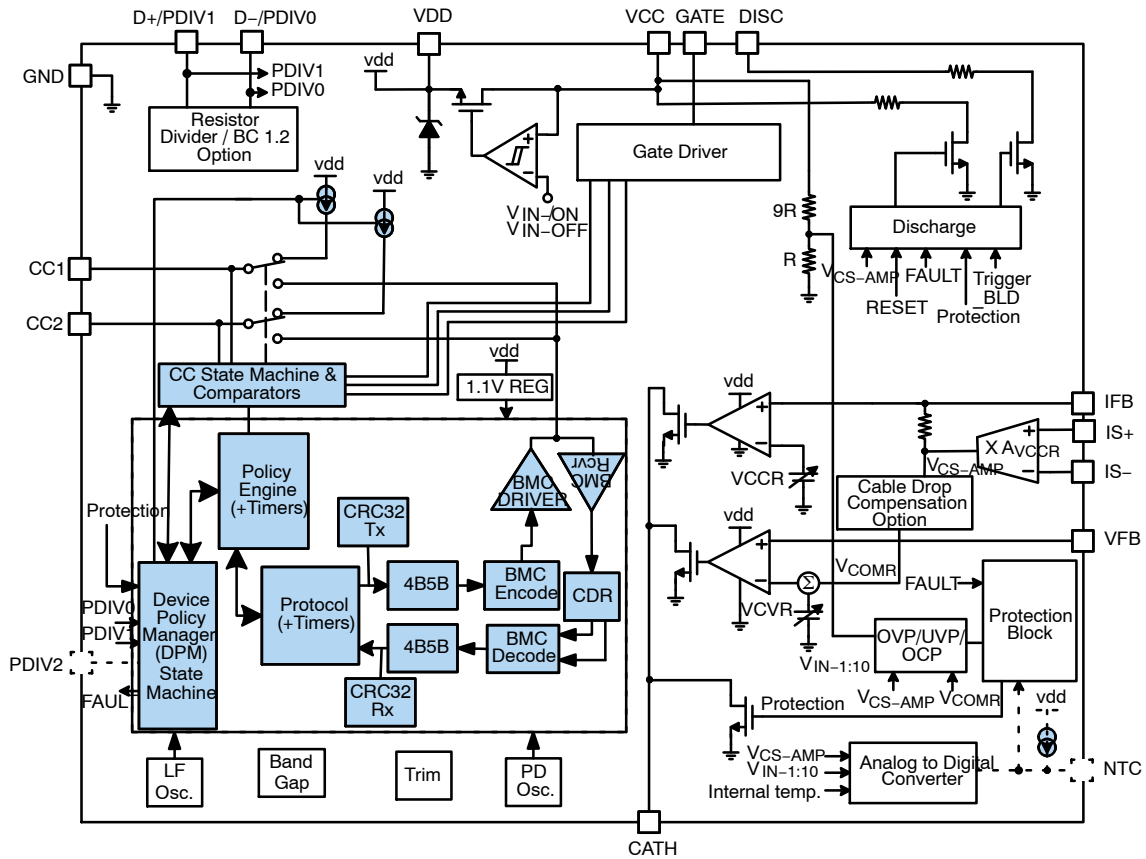 D+/PDIV1
D−/PDIV0
VDD
VCC
GATE
DISC
GND
PDIV1
PDIV0
vdd
Resistor
Divider / BC 1.2
Option
+
−
Gate Driver
VIN−/ON
VIN−OFF
vdd
vdd
9R
R
Discharge
VCS−AMP
FAULT
Trigger
_BLD
RESET
Protection
CC1
CC2
CC State Machine &
Comparators
vdd
1.1V REG
vdd
+
−
IFB
IS+
X AVCCR
+
−
IS−
VCS−AMP
VCCR
Cable Drop
Compensation
Option
Policy
Engine
(+Timers)
BMC
DRIVER
BMC
Rcvr
CRC32
Tx
Protection
vdd
+
−
VFB
VCOMR
Σ
VCVR
FAULT
Protection
Block
Device
Policy
Manager
(DPM)
State
Machine
PDIV0
PDIV1
PDIV2
FAUL
Protocol
(+Timers)
4B5B
BMC
Encode
CDR
4B5B
BMC
Decode
CRC32
Rx
VIN−1:10
OVP/UVP/
OCP
VCS−AMP
VCOMR
vdd
Protection
VCS−AMP
VIN−1:10
Internal temp.
Analog to Digital
Converter
NTC
LF
Osc.
Band
Gap
Trim
PD
Osc.
CATH